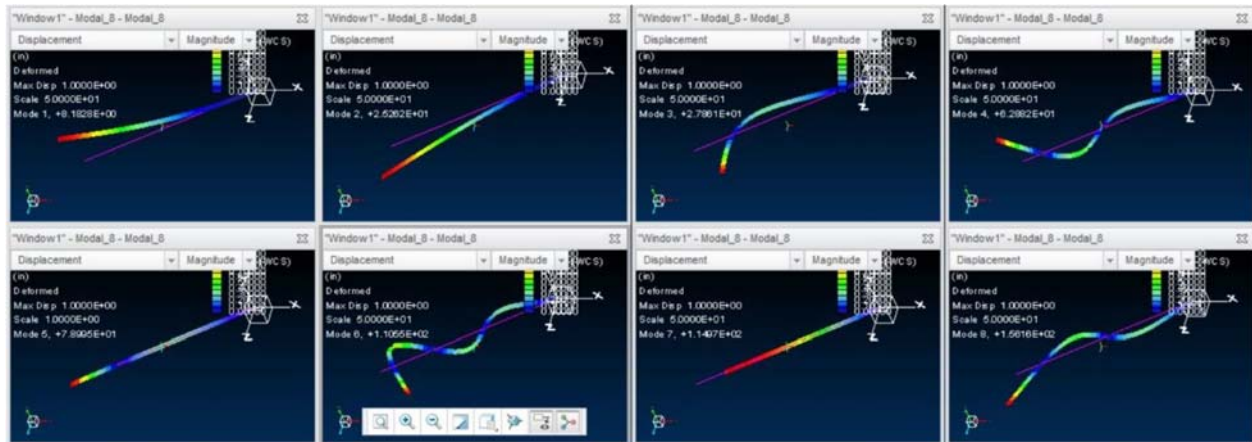 "Window1" - Modal_8 - Modal_8
Displacement Magnitude (WCS)
(in)
Deformed
Max Disp 1.0000E+00
Scale 5.0000E+01
Mode 1, +8.1828E+00
X
Z
"Window1" - Modal_8 - Modal_8
Displacement Magnitude (WCS)
(in)
Deformed
Max Disp 1.0000E+00
Scale 5.0000E+01
Mode 2, +2.5262E+01
X
Z
"Window1" - Modal_8 - Modal_8
Displacement Magnitude (WCS)
(in)
Deformed
Max Disp 1.0000E+00
Scale 5.0000E+01
Mode 3, +2.7861E+01
X
Z
"Window1" - Modal_8 - Modal_8
Displacement Magnitude (WCS)
(in)
Deformed
Max Disp 1.0000E+00
Scale 5.0000E+01
Mode 4, +6.2882E+01
X
Z
"Window1" - Modal_8 - Modal_8
Displacement Magnitude (WCS)
(in)
Deformed
Max Disp 1.0000E+00
Scale 1.0000E+00
Mode 5, +7.8995E+01
X
Z
"Window1" - Modal_8 - Modal_8
Displacement Magnitude (WCS)
(in)
Deformed
Max Disp 1.0000E+00
Scale 5.0000E+01
Mode 6, +1.1055E+02
X
Z
"Window1" - Modal_8 - Modal_8
Displacement Magnitude (WCS)
(in)
Deformed
Max Disp 1.0000E+00
Scale 5.0000E+01
Mode 7, +1.1497E+02
X
Z
"Window1" - Modal_8 - Modal_8
Displacement Magnitude (WCS)
(in)
Deformed
Max Disp 1.0000E+00
Scale 5.0000E+01
Mode 8, +1.5616E+02
X
Z